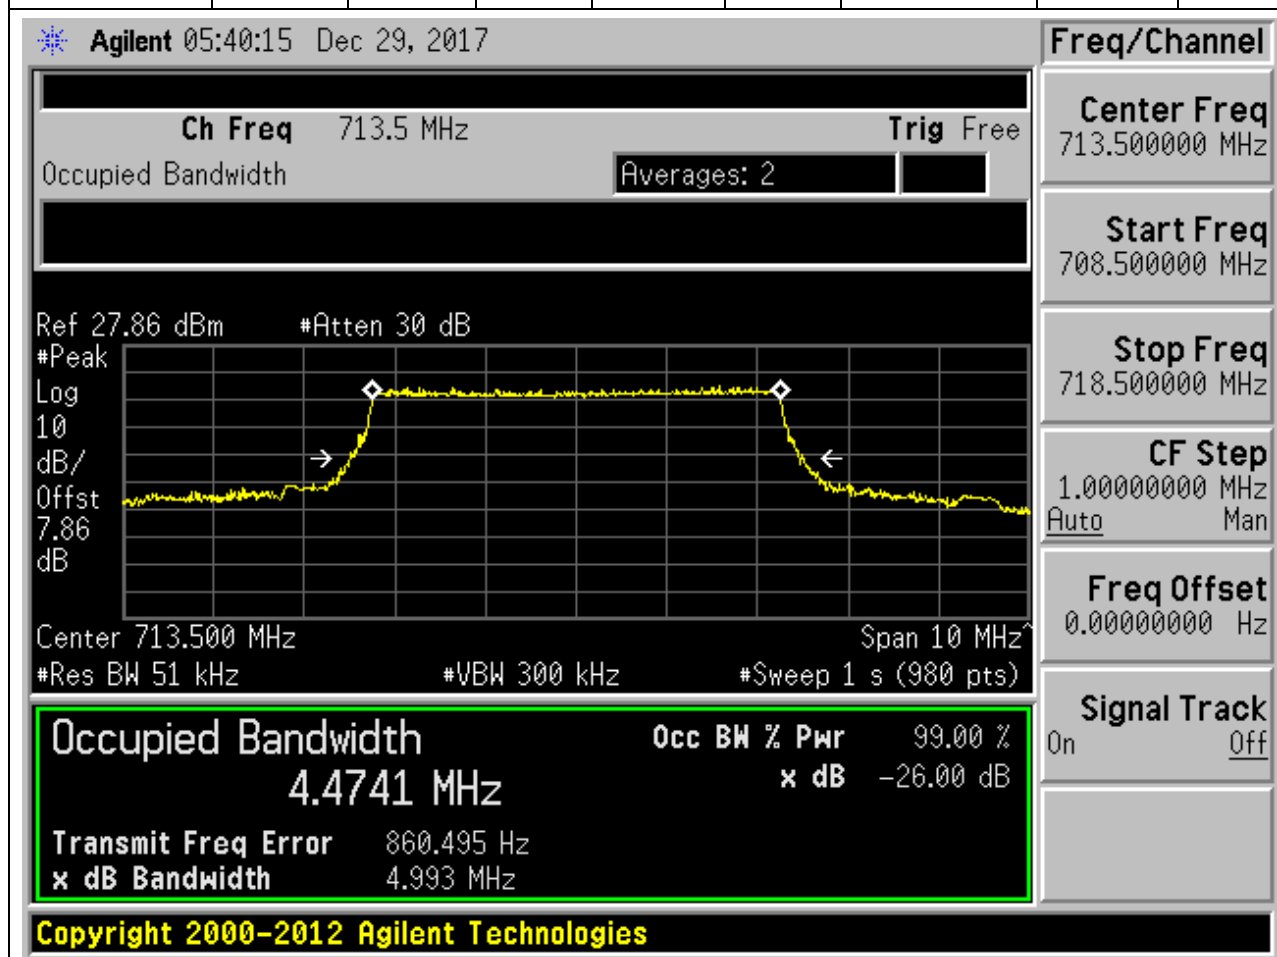 Agilent 05:40:15 Dec 29, 2017
Ch Freq 713.5 MHz Trig Free
Occupied Bandwidth Averages: 2
Ref 27.86 dBm #Atten 30 dB
#Peak
Log
10
dB/
Offst
7.86
dB
Center 713.500 MHz Span 10 MHz^
#Res BW 51 kHz #VBW 300 kHz #Sweep 1 s (980 pts)
Occupied Bandwidth Occ BW % Pwr 99.00 %
4.4741 MHz x dB -26.00 dB
Transmit Freq Error 860.495 Hz
x dB Bandwidth 4.993 MHz
Copyright 2000-2012 Agilent Technologies
Freq/Channel
Center Freq
713.500000 MHz
Start Freq
708.500000 MHz
Stop Freq
718.500000 MHz
CF Step
1.00000000 MHz
Auto Man
Freq Offset
0.00000000 Hz
Signal Track
On Off